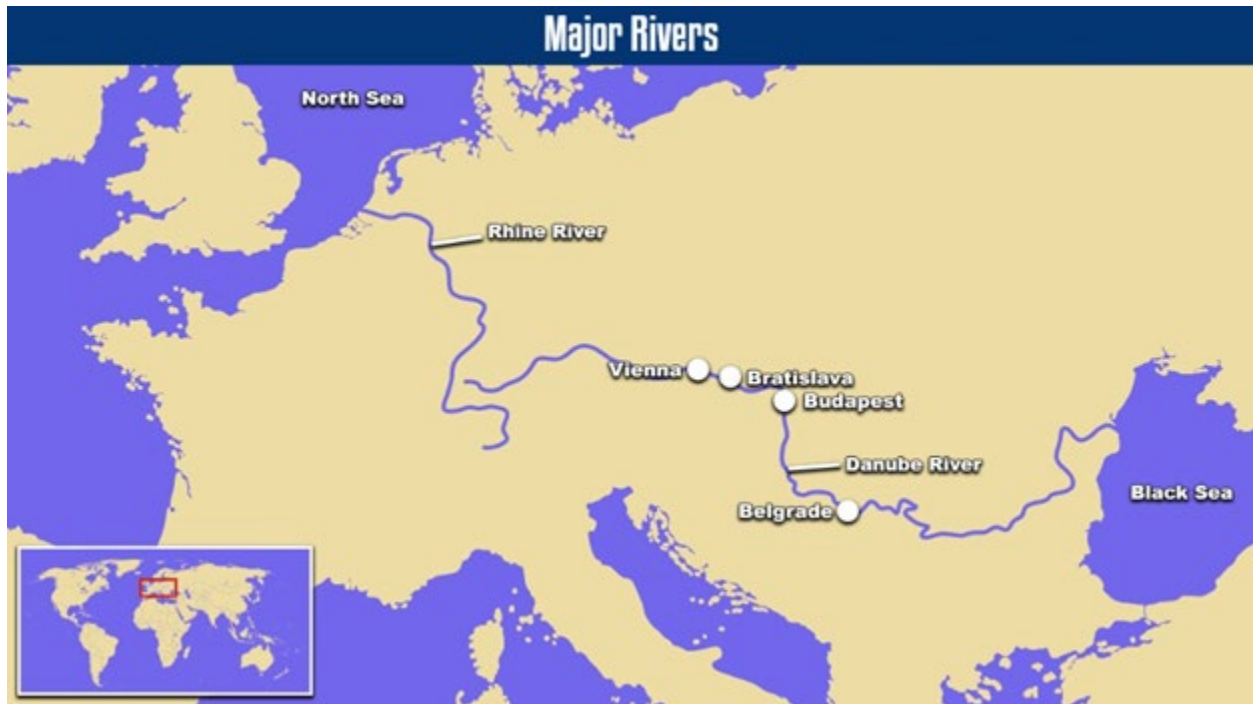 Major Rivers
North Sea
Rhine River
Vienna
Bratislava
Budapest
Danube River
Black Sea
Belgrade